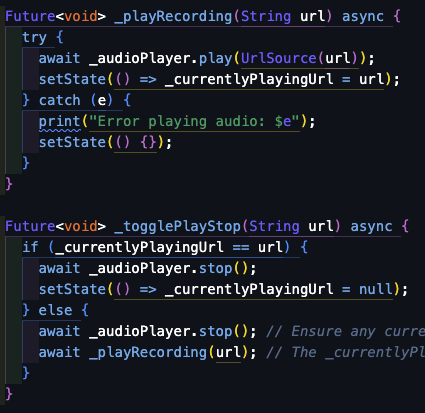 Future<void> _playRecording(String url) async {
  try {
    await _audioPlayer.play(UrlSource(url));
    setState(() => _currentlyPlayingUrl = url);
  } catch (e) {
    print("Error playing audio: $e");
    setState(() {});
  }
}
Future<void> _togglePlayStop(String url) async {
  if (_currentlyPlayingUrl == url) {
    await _audioPlayer.stop();
    setState(() => _currentlyPlayingUrl = null);
  } else {
    await _audioPlayer.stop(); // Ensure any curre
    await _playRecording(url); // The _currentlyPl
  }
}